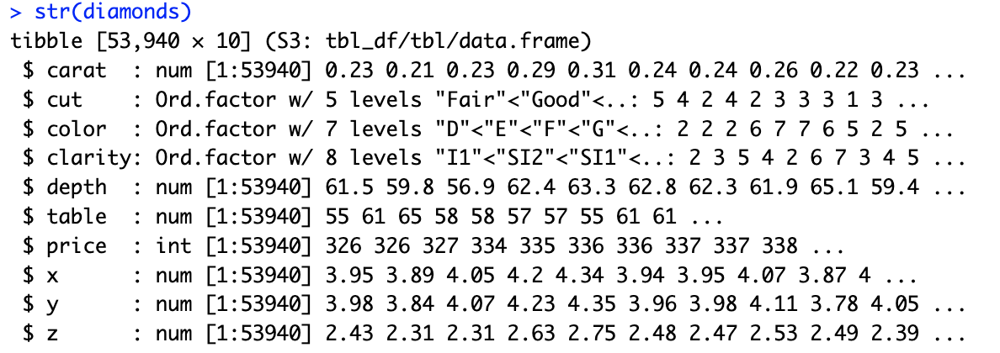 > str(diamonds)
tibble [53,940 × 10] (S3: tbl_df/tbl/data.frame)
 $ carat  : num [1:53940] 0.23 0.21 0.23 0.29 0.31 0.24 0.24 0.26 0.22 0.23 ...
 $ cut    : Ord.factor w/ 5 levels "Fair"<"Good"<..: 5 4 2 4 2 3 3 3 1 3 ...
 $ color  : Ord.factor w/ 7 levels "D"<"E"<"F"<"G"<..: 2 2 2 6 7 7 6 5 2 5 ...
 $ clarity: Ord.factor w/ 8 levels "I1"<"SI2"<"SI1"<..: 2 3 5 4 2 6 7 3 4 5 ...
 $ depth  : num [1:53940] 61.5 59.8 56.9 62.4 63.3 62.8 62.3 61.9 65.1 59.4 ...
 $ table  : num [1:53940] 55 61 65 58 58 57 57 55 61 61 ...
 $ price  : int [1:53940] 326 326 327 334 335 336 336 337 337 338 ...
 $ x      : num [1:53940] 3.95 3.89 4.05 4.2 4.34 3.94 3.95 4.07 3.87 4 ...
 $ y      : num [1:53940] 3.98 3.84 4.07 4.23 4.35 3.96 3.98 4.11 3.78 4.05 ...
 $ z      : num [1:53940] 2.43 2.31 2.31 2.63 2.75 2.48 2.47 2.53 2.49 2.39 ...